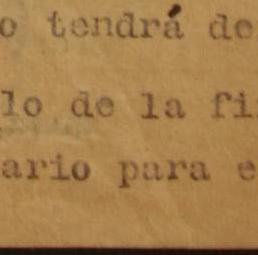 o tendrá de
lo de la fi
ario para e